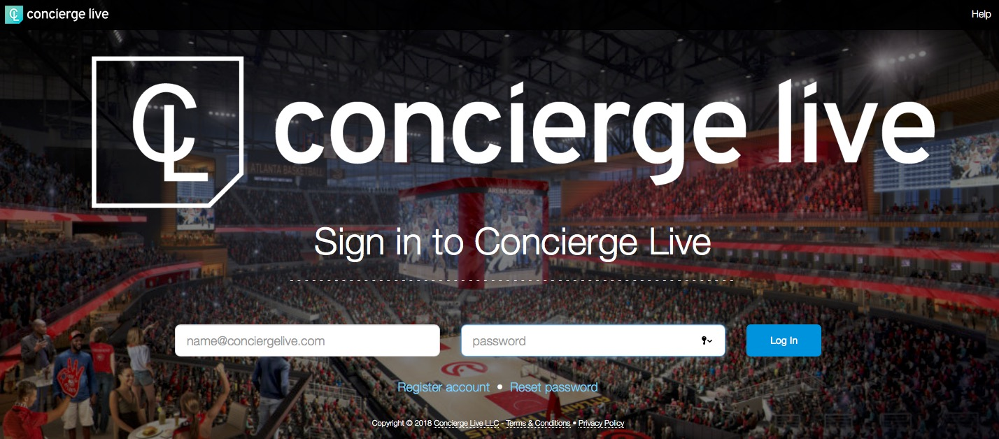 CL concierge live
Help
CL concierge live
ATLANTA BASKETBALL
ARENA SPONSOR
Sign in to Concierge Live
name@conciergelive.com
password
Log In
Register account • Reset password
Copyright © 2018 Concierge Live LLC - Terms & Conditions • Privacy Policy